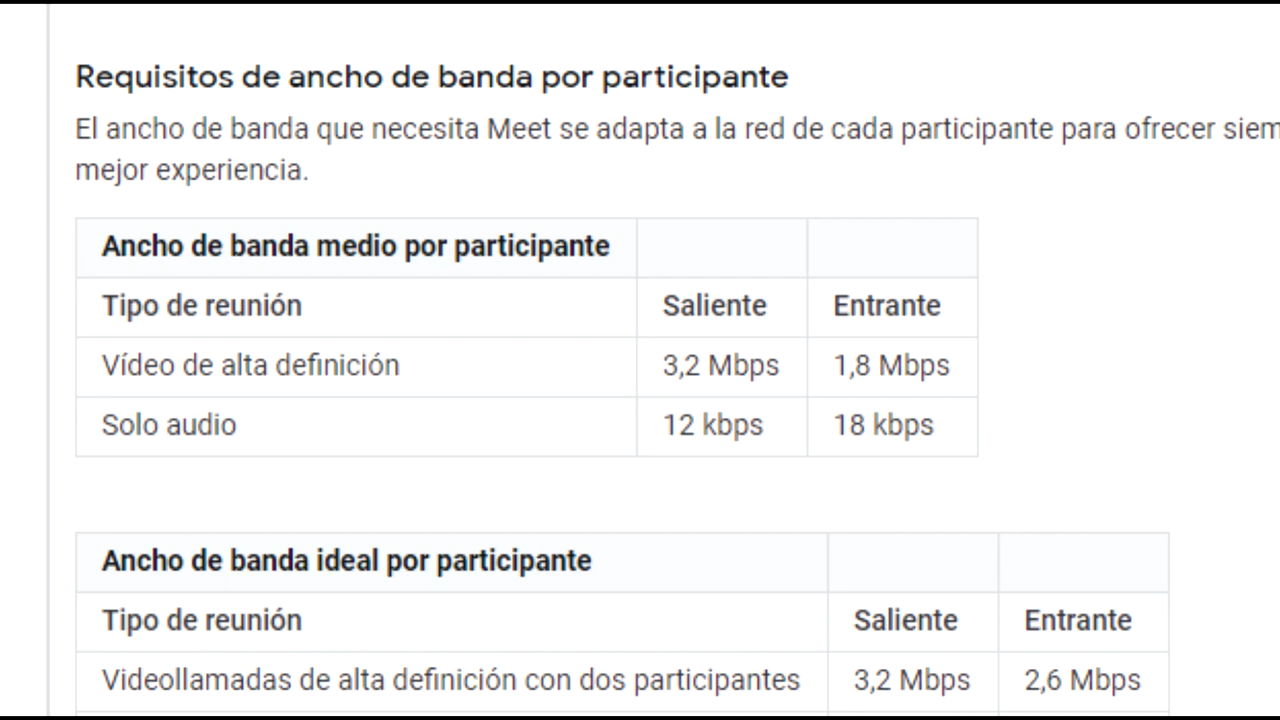 Requisitos de ancho de banda por participante
El ancho de banda que necesita Meet se adapta a la red de cada participante para ofrecer siem
mejor experiencia.
Ancho de banda medio por participante
Tipo de reunión Saliente Entrante
Vídeo de alta definición 3,2 Mbps 1,8 Mbps
Solo audio 12 kbps 18 kbps
Ancho de banda ideal por participante
Tipo de reunión Saliente Entrante
Videollamadas de alta definición con dos participantes 3,2 Mbps 2,6 Mbps